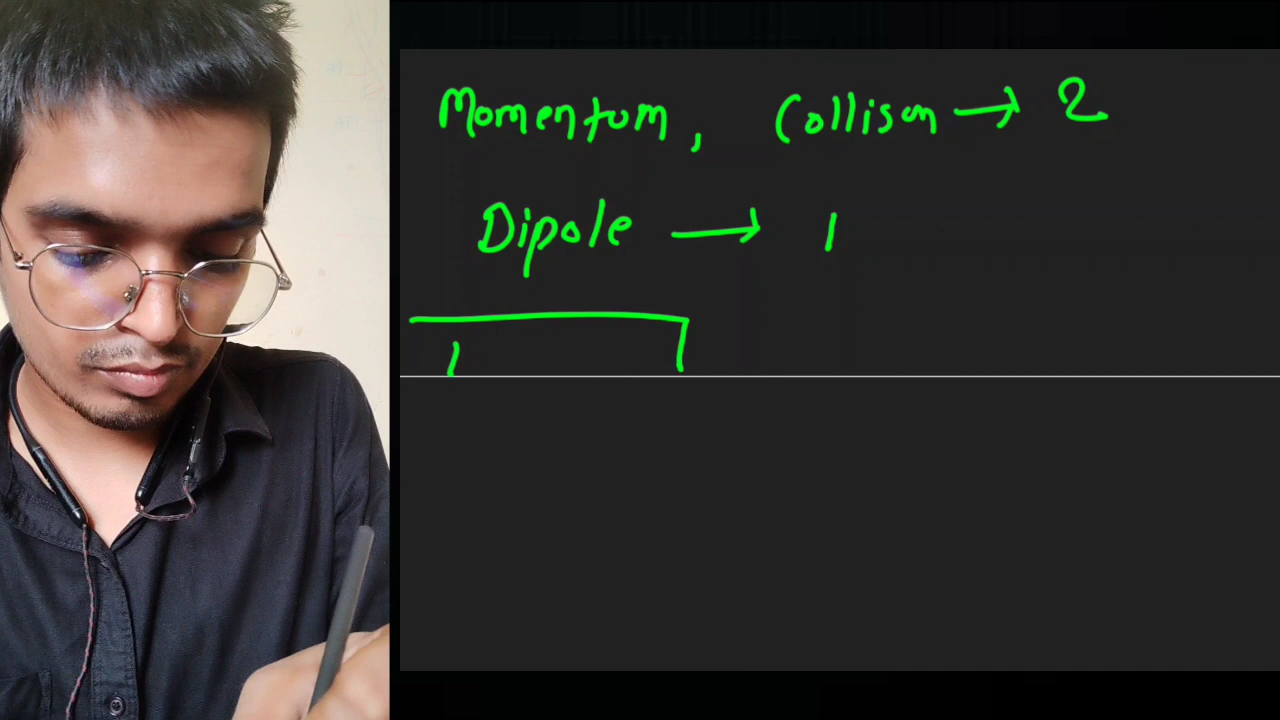 Momentum, Collison → 2
Dipole → 1